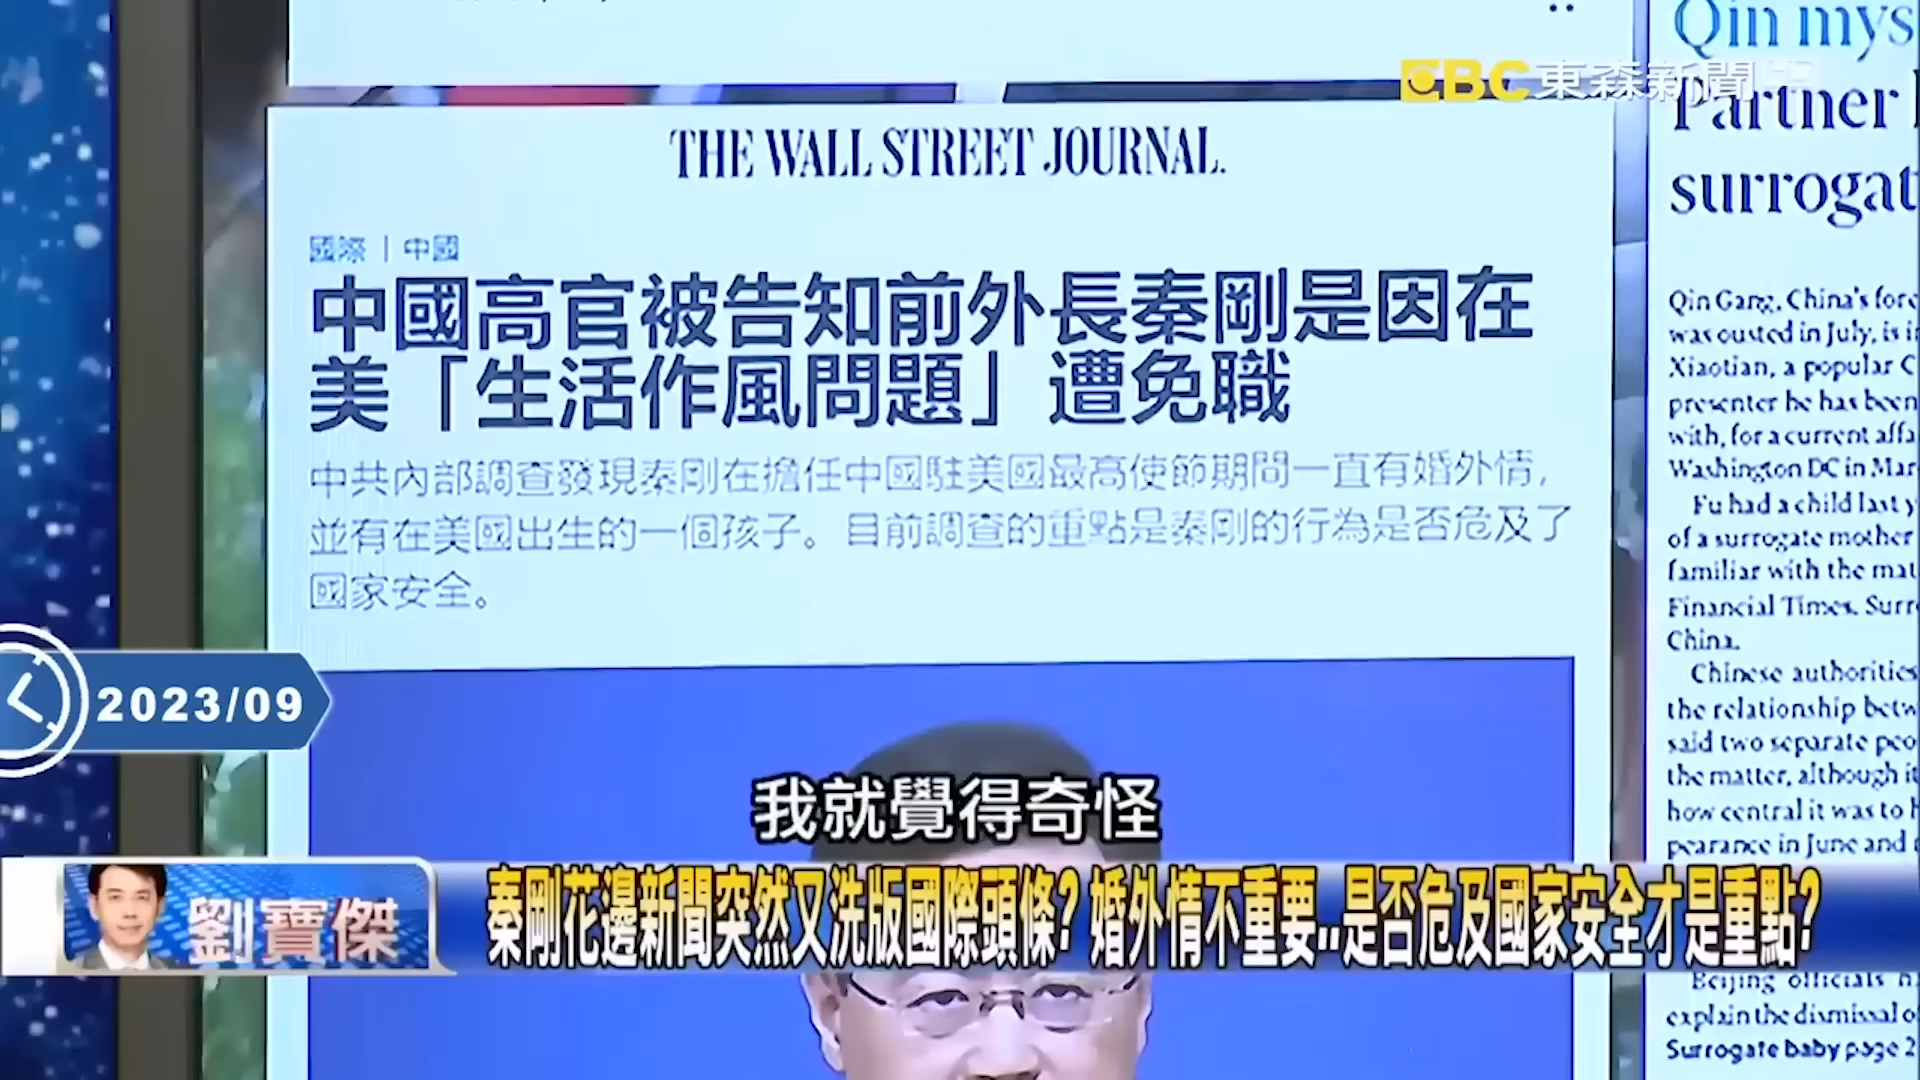 EBC 東森新聞
THE WALL STREET JOURNAL.
國際 | 中國
中國高官被告知前外長秦剛是因在
美「生活作風問題」遭免職
中共內部調查發現秦剛在擔任中國駐美國最高使節期間一直有婚外情,
並有在美國出生的一個孩子。目前調查的重點是秦剛的行為是否危及了
國家安全。
Qin mys
Partner
surrogat
Qin Gang, China's fore
was ousted in July, is i
Xiaotian, a popular C
presenter he has been
with, for a current affa
Washington DC in Mar
Fu had a child last y
of a surrogate mother
familiar with the mat
Financial Times. Surr
China.
Chinese authorities
the relationship betw
said two separate peo
the matter, although it
how central it was to h
pearance in June and
Beijing officials h
explain the dismissal o
Surrogate baby page 2
2023/09
我就覺得奇怪
劉寶傑
秦剛花邊新聞突然又洗版國際頭條? 婚外情不重要..是否危及國家安全才是重點?